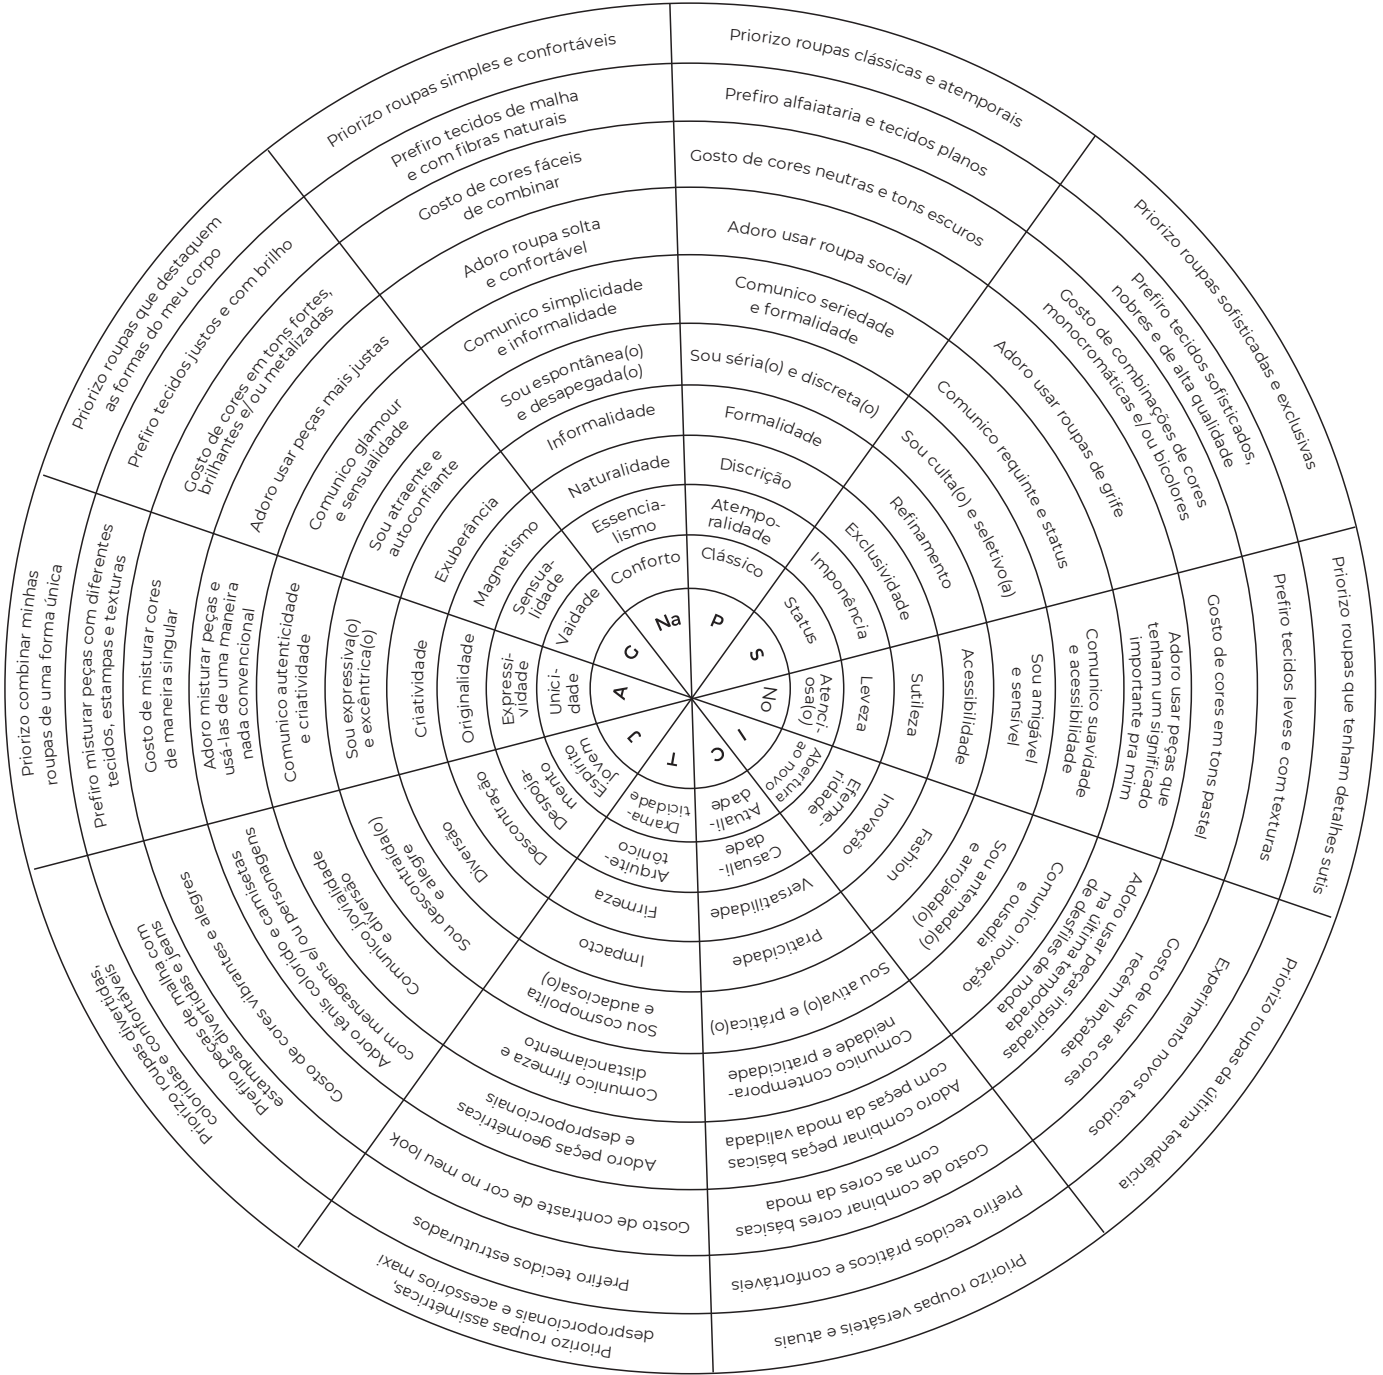 Priorizo roupas clássicas e atemporais
Prefiro alfaiataria e tecidos planos
Gosto de cores neutras e tons escuros
Adoro usar roupa social
Comunico seriedade
e formalidade
Sou séria(o) e discreta(o)
Formalidade
Discrição
Atempo-
ralidade
Clássico
P
Priorizo roupas sofisticadas e exclusivas
Prefiro tecidos sofisticados,
nobres e de alta qualidade
Gosto de combinações de cores
monocromáticas e/ou bicolores
Adoro usar roupas de grife
Comunico requinte e status
Sou culta(o) e seletivo(a)
Refinamento
Exclusividade
Imponência
Status
S
Priorizo roupas que tenham detalhes sutis
Prefiro tecidos leves e com texturas
Gosto de cores em tons pastel
Adoro usar peças que
tenham um significado
importante pra mim
Comunico suavidade
e acessibilidade
Sou amigável
e sensível
Acessibilidade
Sutileza
Leveza
Atenci-
osa(o)
No
Priorizo roupas da última tendência
Experimento novos tecidos
Gosto de usar as cores
recém lançadas
Adoro usar peças inspiradas
na última temporada
de desfiles de moda
Comunico inovação
e ousadia
Sou antenada(o)
e arrojada(o)
Fashion
Inovação
Efeme-
ridade
Abertura
ao novo
I
Priorizo roupas versáteis e atuais
Prefiro tecidos práticos e confortáveis
Gosto de combinar cores básicas
com as cores da moda
Adoro combinar peças básicas
com peças da moda validada
Comunico contempora-
neidade e praticidade
Sou ativa(o) e prática(o)
Praticidade
Versatilidade
Casuali-
dade
Atuali-
dade
C
Priorizo roupas assimétricas,
desproporcionais e acessórios maxi
Prefiro tecidos estruturados
Gosto de contraste de cor no meu look
Adoro peças geométricas
e desproporcionais
Comunico firmeza e
distanciamento
Sou cosmopolita
e audaciosa(o)
Impacto
Firmeza
Arquite-
tônico
Drama-
ticidade
T
Priorizo roupas divertidas,
coloridas e confortáveis
Prefiro peças de malha com
estampas divertidas e jeans
Gosto de cores vibrantes e alegres
Adoro tênis colorido e camisetas
com mensagens e/ ou personagens
Comunico jovialidade
e diversão
Sou descontraída(o)
e alegre
Diversão
Descontração
Despoja-
mento
Espírito
jovem
J
Priorizo combinar minhas
roupas de uma forma única
Prefiro misturar peças com diferentes
tecidos, estampas e texturas
Gosto de misturar cores
de maneira singular
Adoro misturar peças e
usá-las de uma maneira
nada convencional
Comunico autenticidade
e criatividade
Sou expressiva(o)
e excêntrica(o)
Criatividade
Originalidade
Expressi-
vidade
Unici-
dade
A
Priorizo roupas que destaquem
as formas do meu corpo
Prefiro tecidos justos e com brilho
Gosto de cores em tons fortes,
brilhantes e/ ou metalizadas
Adoro usar peças mais justas
Comunico glamour
e sensualidade
Sou atraente e
autoconfiante
Exuberância
Magnetismo
Sensua-
lidade
Vaidade
C
Priorizo roupas simples e confortáveis
Prefiro tecidos de malha
e com fibras naturais
Gosto de cores fáceis
de combinar
Adoro roupa solta
e confortável
Comunico simplicidade
e informalidade
Sou espontânea(o)
e desapegada(o)
Informalidade
Naturalidade
Essencia-
lismo
Conforto
Na